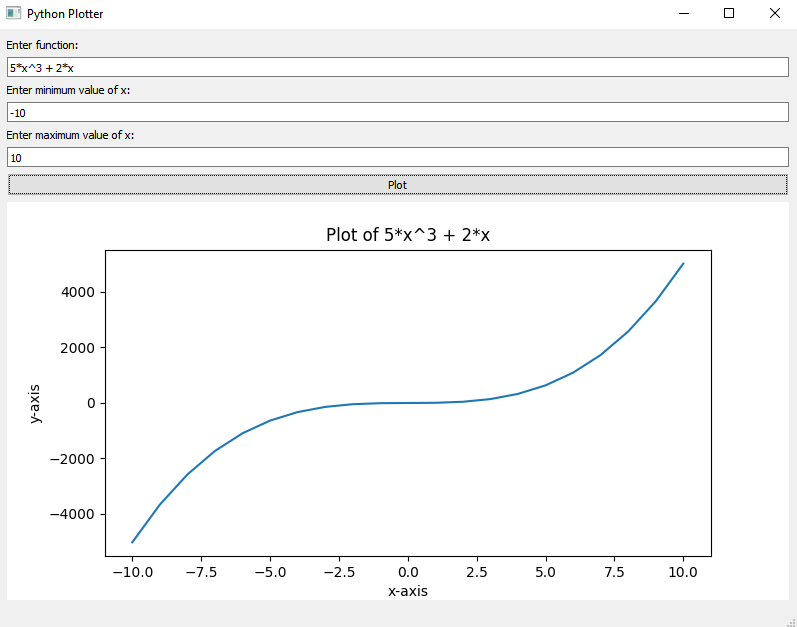 Python Plotter
Enter function:
5*x^3 + 2*x
Enter minimum value of x:
-10
Enter maximum value of x:
10
Plot
Plot of 5*x^3 + 2*x
4000
2000
0
−2000
−4000
y-axis
−10.0 −7.5 −5.0 −2.5 0.0 2.5 5.0 7.5 10.0
x-axis